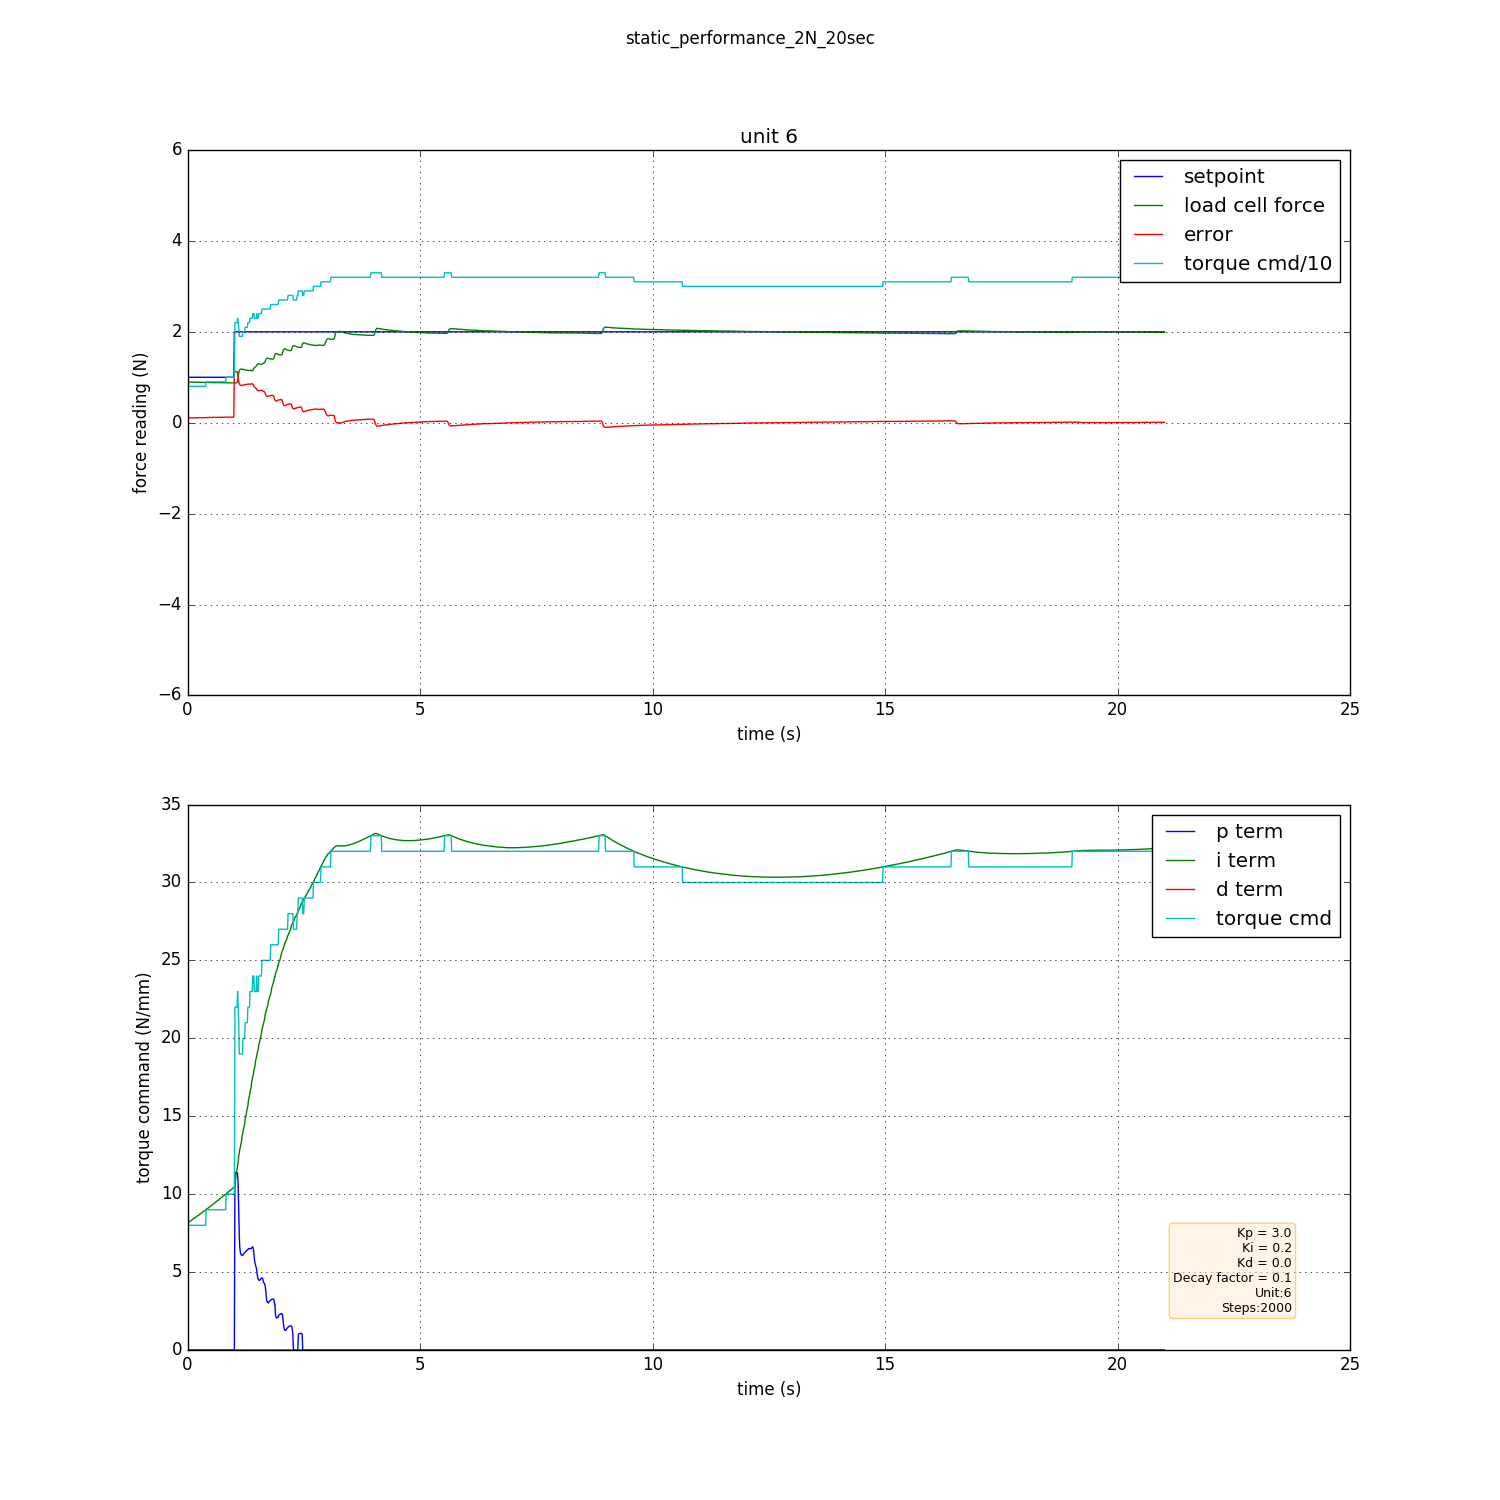 static_performance_2N_20sec
unit 6
6
4
2
0
−2
−4
−6
force reading (N)
setpoint
load cell force
error
torque cmd/10
0 5 10 15 20 25
time (s)
35
30
25
20
15
10
5
0
torque command (N/mm)
p term
i term
d term
torque cmd
Kp = 3.0
Ki = 0.2
Kd = 0.0
Decay factor = 0.1
Unit:6
Steps:2000
0 5 10 15 20 25
time (s)